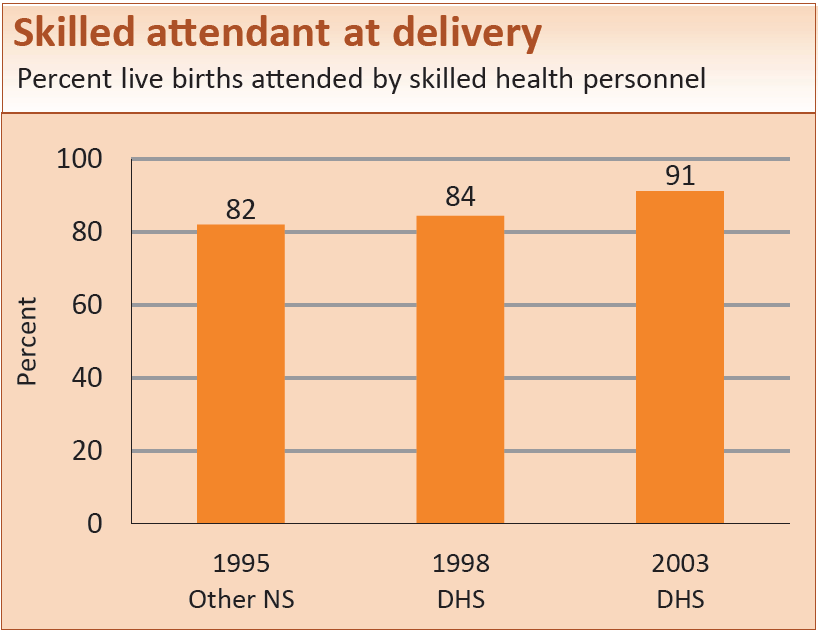 Skilled attendant at delivery
Percent live births attended by skilled health personnel
Percent
100
80
60
40
20
0
82
84
91
1995
Other NS
1998
DHS
2003
DHS